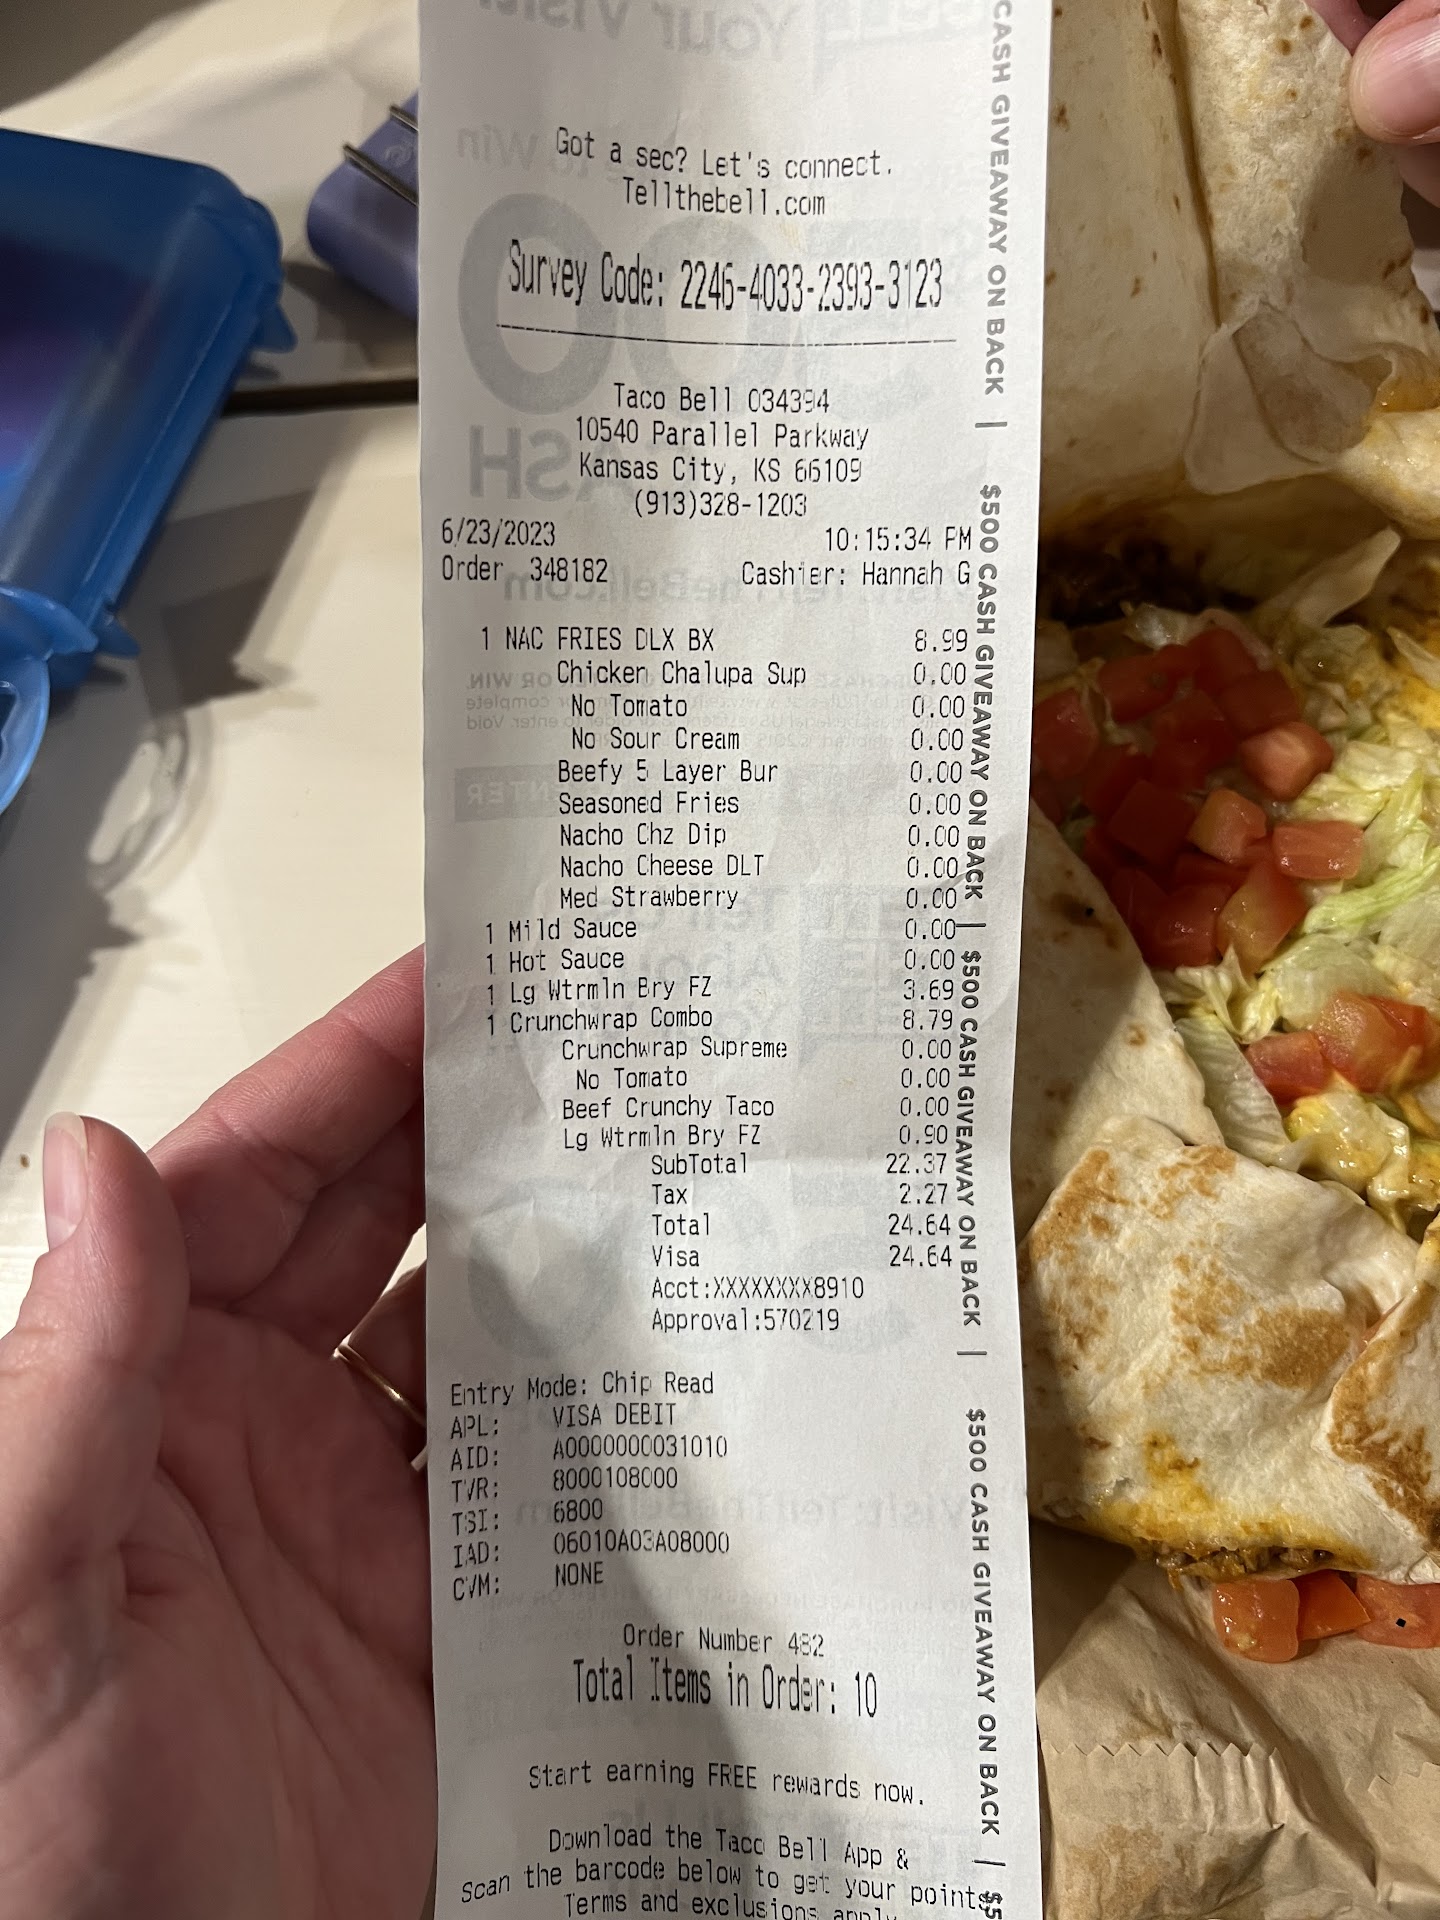 Your Visit
Got a sec? Let's connect.
Tellthebell.com
Survey Code: 2246-4033-2393-3123
Taco Bell 034394
10540 Parallel Parkway
Kansas City, KS 66109
(913)328-1203
6/23/2023 10:15:34 PM
Order 348182 Cashier: Hannah G
1 NAC FRIES DLX BX 8.99
Chicken Chalupa Sup 0.00
No Tomato 0.00
No Sour Cream 0.00
Beefy 5 Layer Bur 0.00
Seasoned Fries 0.00
Nacho Chz Dip 0.00
Nacho Cheese DLT 0.00
Med Strawberry 0.00
1 Mild Sauce 0.00
1 Hot Sauce 0.00
1 Lg Wtrmln Bry FZ 3.69
1 Crunchwrap Combo 8.79
Crunchwrap Supreme 0.00
No Tomato 0.00
Beef Crunchy Taco 0.00
Lg Wtrmln Bry FZ 0.90
SubTotal 22.37
Tax 2.27
Total 24.64
Visa 24.64
Acct:XXXXXXXX8910
Approval:570219
Entry Mode: Chip Read
APL: VISA DEBIT
AID: A0000000031010
TVR: 8000108000
TSI: 6800
IAD: 06010A03A08000
CVM: NONE
Order Number 482
Total Items in Order: 10
Start earning FREE rewards now.
Download the Taco Bell App &
Scan the barcode below to get your points
Terms and exclusions apply
CASH GIVEAWAY ON BACK | $500 CASH GIVEAWAY ON BACK | $500 CASH GIVEAWAY ON BACK | $500 CASH GIVEAWAY ON BACK | $5